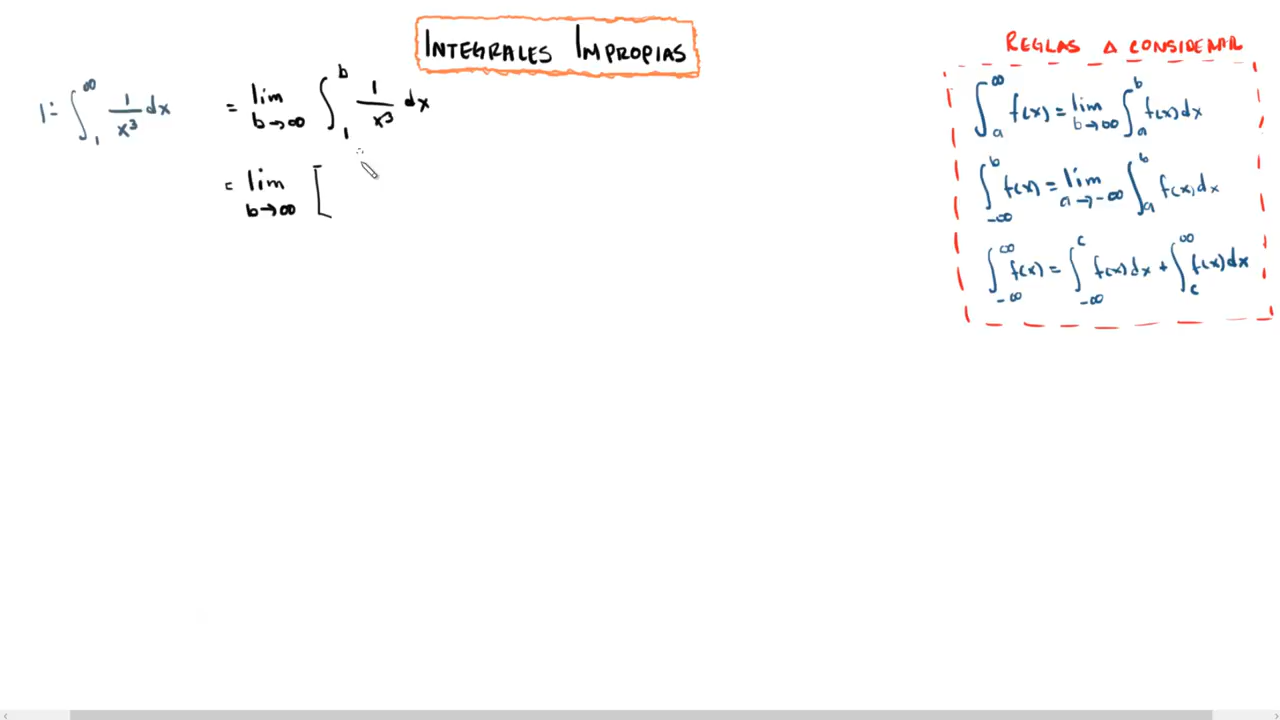 INTEGRALES IMPROPIAS
1:- ∫₁^∞ 1/x³ dx = lim b→∞ ∫₁^b 1/x³ dx
= lim b→∞ [
REGLAS A CONSIDERAR
∫ₐ^∞ f(x) = lim b→∞ ∫ₐ^b f(x) dx
∫₋∞^b f(x) = lim a→-∞ ∫ₐ^b f(x) dx
∫₋∞^∞ f(x) = ∫₋∞^c f(x) dx + ∫_c^∞ f(x) dx